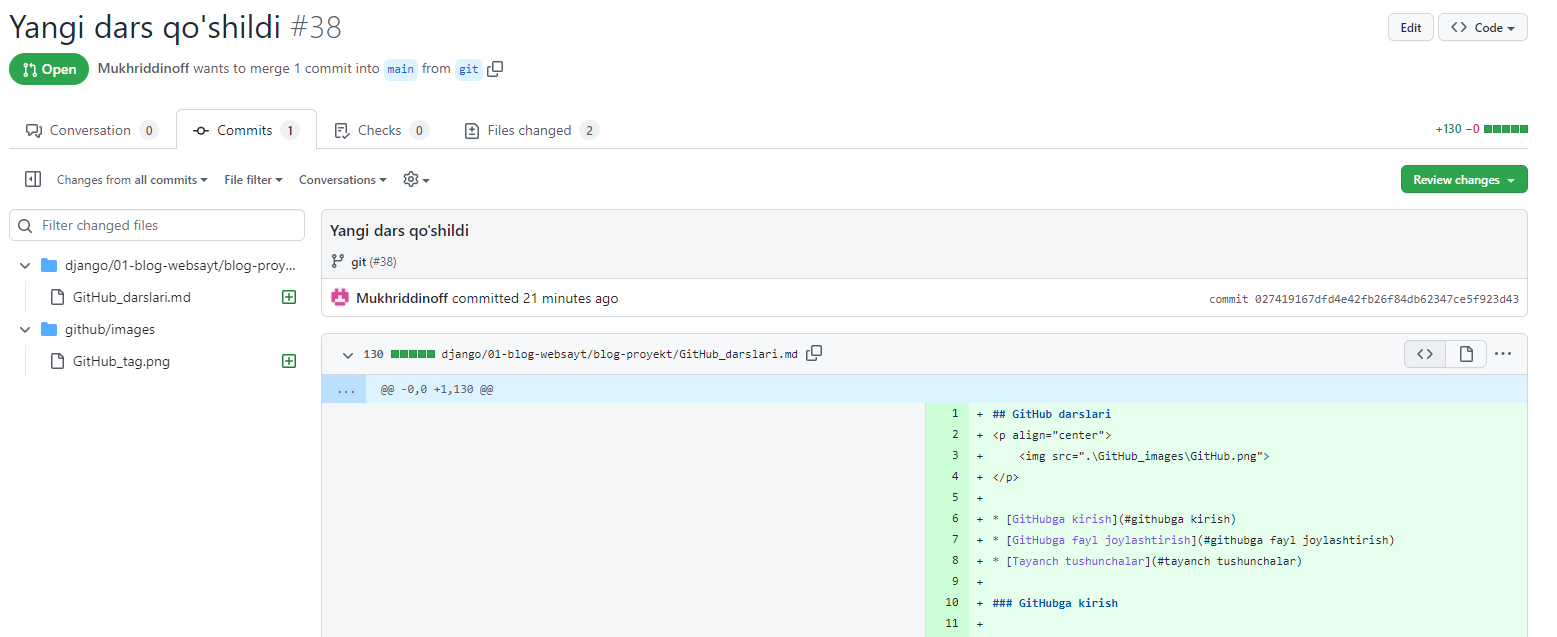 Yangi dars qo'shildi #38
Edit
Code
Open
Mukhriddinoff wants to merge 1 commit into main from git
Conversation 0
Commits 1
Checks 0
Files changed 2
+130 −0
Changes from all commits
File filter
Conversations
Review changes
Filter changed files
django/01-blog-websayt/blog-proy...
GitHub_darslari.md
github/images
GitHub_tag.png
Yangi dars qo'shildi
git (#38)
Mukhriddinoff committed 21 minutes ago
commit 027419167dfd4e42fb26f84db62347ce5f923d43
130 django/01-blog-websayt/blog-proyekt/GitHub_darslari.md
... @@ -0,0 +1,130 @@
1 + ## GitHub darslari
2 + <p align="center">
3 + <img src=".\GitHub_images\GitHub.png">
4 + </p>
5 +
6 + * [GitHubga kirish](#githubga kirish)
7 + * [GitHubga fayl joylashtirish](#githubga fayl joylashtirish)
8 + * [Tayanch tushunchalar](#tayanch tushunchalar)
9 +
10 + ### GitHubga kirish
11 +